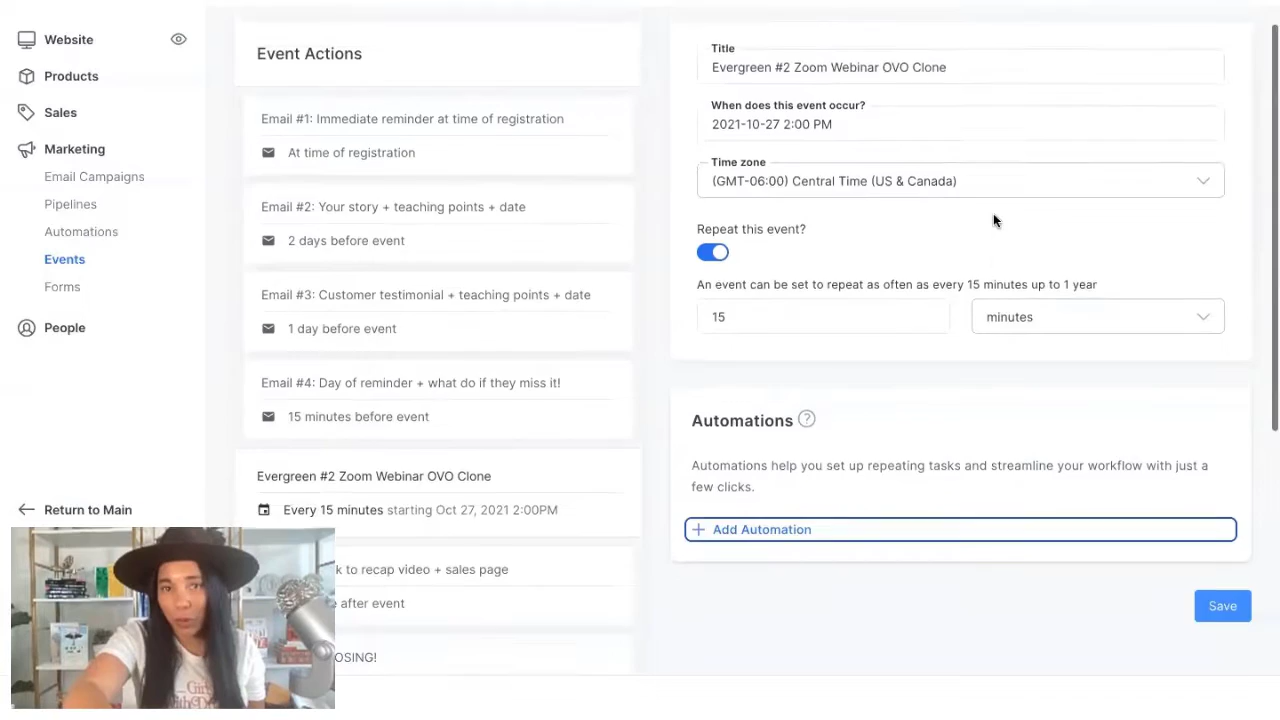 Website
Products
Sales
Marketing
Email Campaigns
Pipelines
Automations
Events
Forms
People
Return to Main
Event Actions
Email #1: Immediate reminder at time of registration
At time of registration
Email #2: Your story + teaching points + date
2 days before event
Email #3: Customer testimonial + teaching points + date
1 day before event
Email #4: Day of reminder + what do if they miss it!
15 minutes before event
Evergreen #2 Zoom Webinar OVO Clone
Every 15 minutes starting Oct 27, 2021 2:00PM
k to recap video + sales page
after event
OSING!
Title
Evergreen #2 Zoom Webinar OVO Clone
When does this event occur?
2021-10-27 2:00 PM
Time zone
(GMT-06:00) Central Time (US & Canada)
Repeat this event?
An event can be set to repeat as often as every 15 minutes up to 1 year
15
minutes
Automations ?
Automations help you set up repeating tasks and streamline your workflow with just a
few clicks.
+ Add Automation
Save
Girls